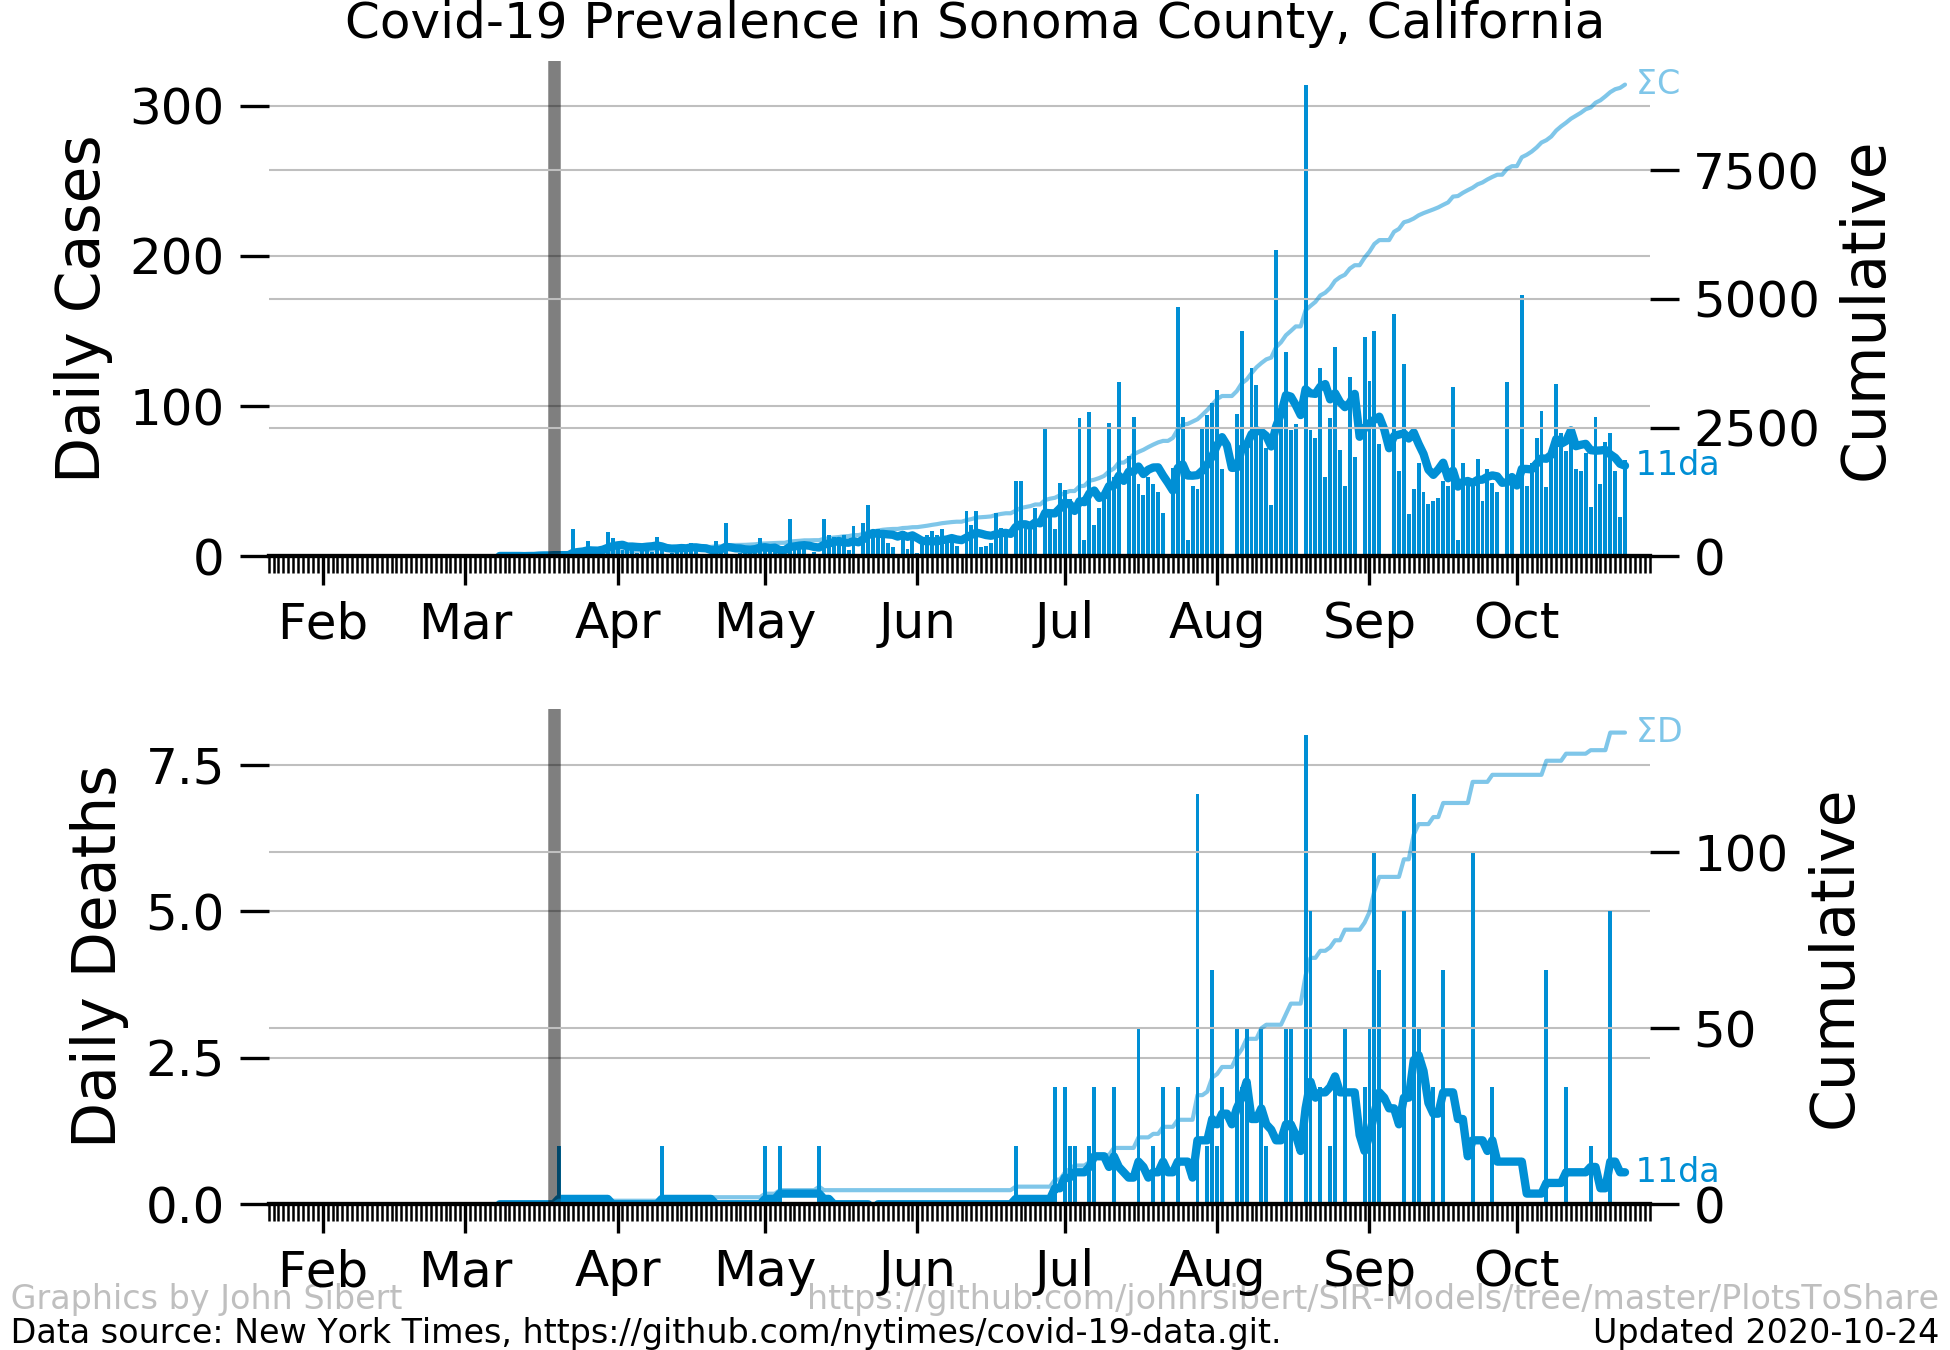 Covid-19 Prevalence in Sonoma County, California
Daily Cases
300
200
100
0
ΣC
11da
7500
5000
2500
0
Cumulative
Feb Mar Apr May Jun Jul Aug Sep Oct
Daily Deaths
7.5
5.0
2.5
0.0
ΣD
11da
100
50
0
Cumulative
Feb Mar Apr May Jun Jul Aug Sep Oct
Graphics by John Sibert https://github.com/johnrsibert/SIR-Models/tree/master/PlotsToShare
Data source: New York Times, https://github.com/nytimes/covid-19-data.git. Updated 2020-10-24